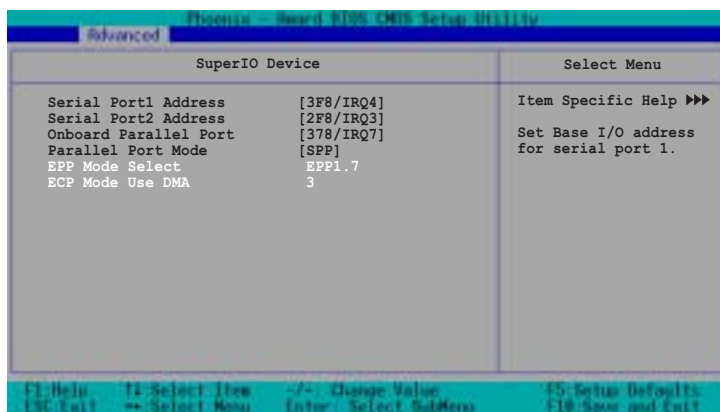 Phoenix - Award BIOS CMOS Setup Utility
Advanced
SuperIO Device
Select Menu
Serial Port1 Address [3F8/IRQ4]
Serial Port2 Address [2F8/IRQ3]
Onboard Parallel Port [378/IRQ7]
Parallel Port Mode [SPP]
EPP Mode Select EPP1.7
ECP Mode Use DMA 3
Item Specific Help ▶▶▶
Set Base I/O address
for serial port 1.
F1:Help ↑↓:Select Item -/+: Change Value F5:Setup Defaults
ESC:Exit ↔:Select Menu Enter: Select SubMenu F10:Save and Exit